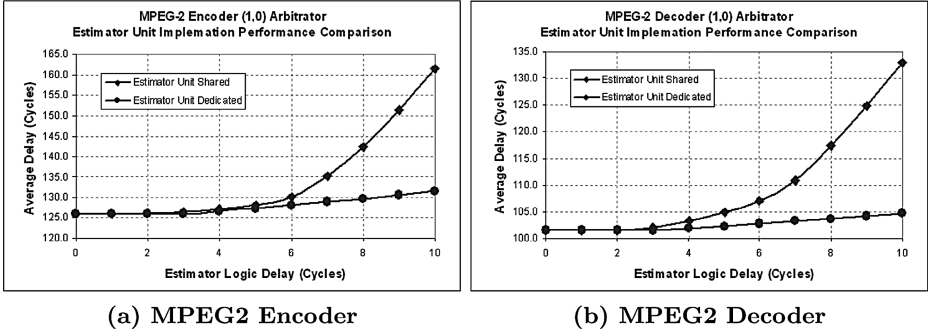 MPEG-2 Encoder (1,0) Arbitrator
Estimator Unit Implemation Performance Comparison
165.0
160.0
155.0
150.0
145.0
140.0
135.0
130.0
125.0
120.0
Average Delay (Cycles)
Estimator Unit Shared
Estimator Unit Dedicated
0 2 4 6 8 10
Estimator Logic Delay (Cycles)
(a) MPEG2 Encoder
MPEG-2 Decoder (1,0) Arbitrator
Estimator Unit Implemation Performance Comparison
135.0
130.0
125.0
120.0
115.0
110.0
105.0
100.0
Average Delay (Cycles)
Estimator Unit Shared
Estimator Unit Dedicated
0 2 4 6 8 10
Estimator Logic Delay (Cycles)
(b) MPEG2 Decoder